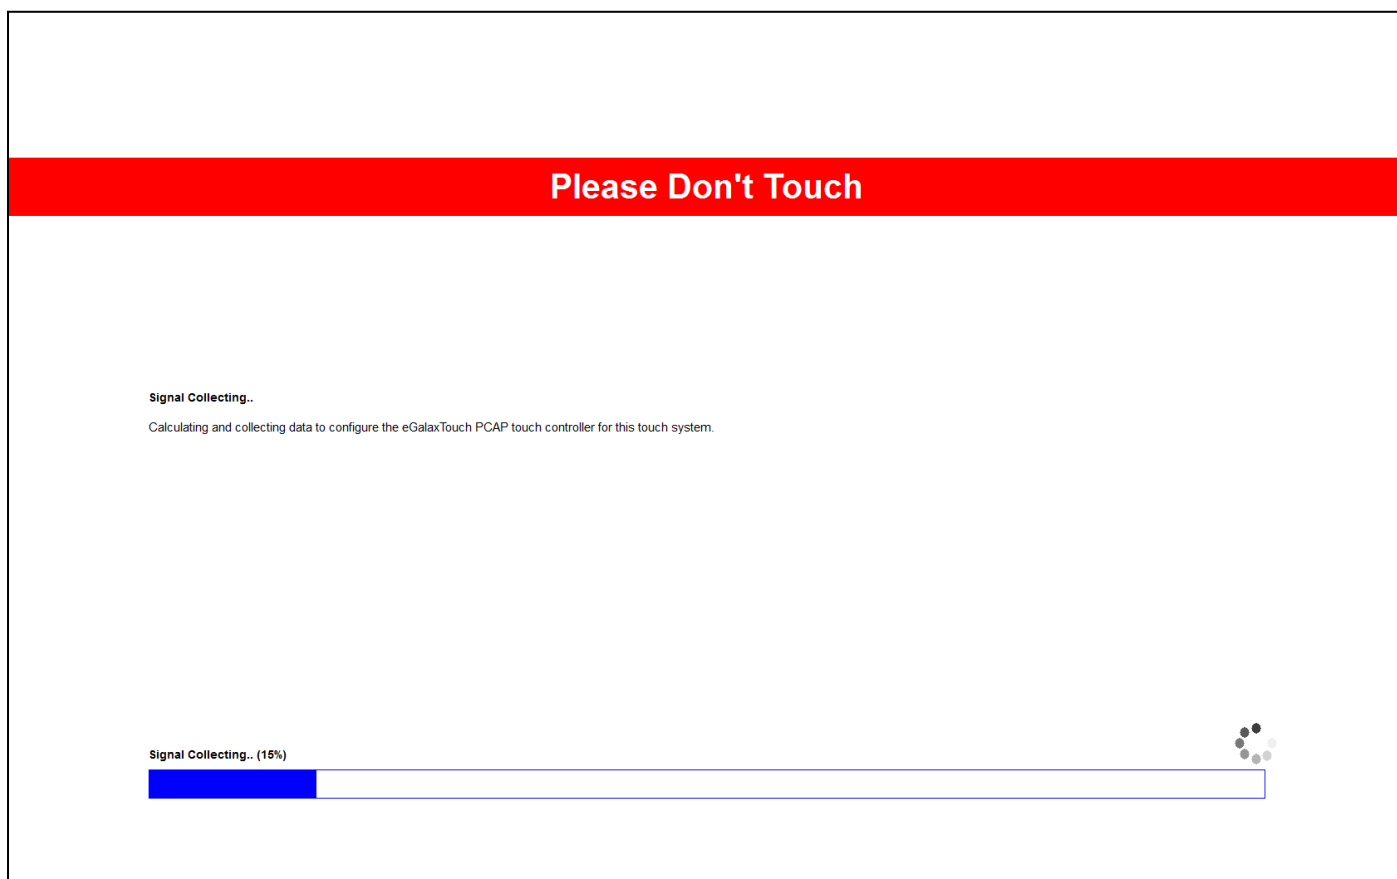 Please Don't Touch
Signal Collecting..
Calculating and collecting data to configure the eGalaxTouch PCAP touch controller for this touch system.
Signal Collecting.. (15%)